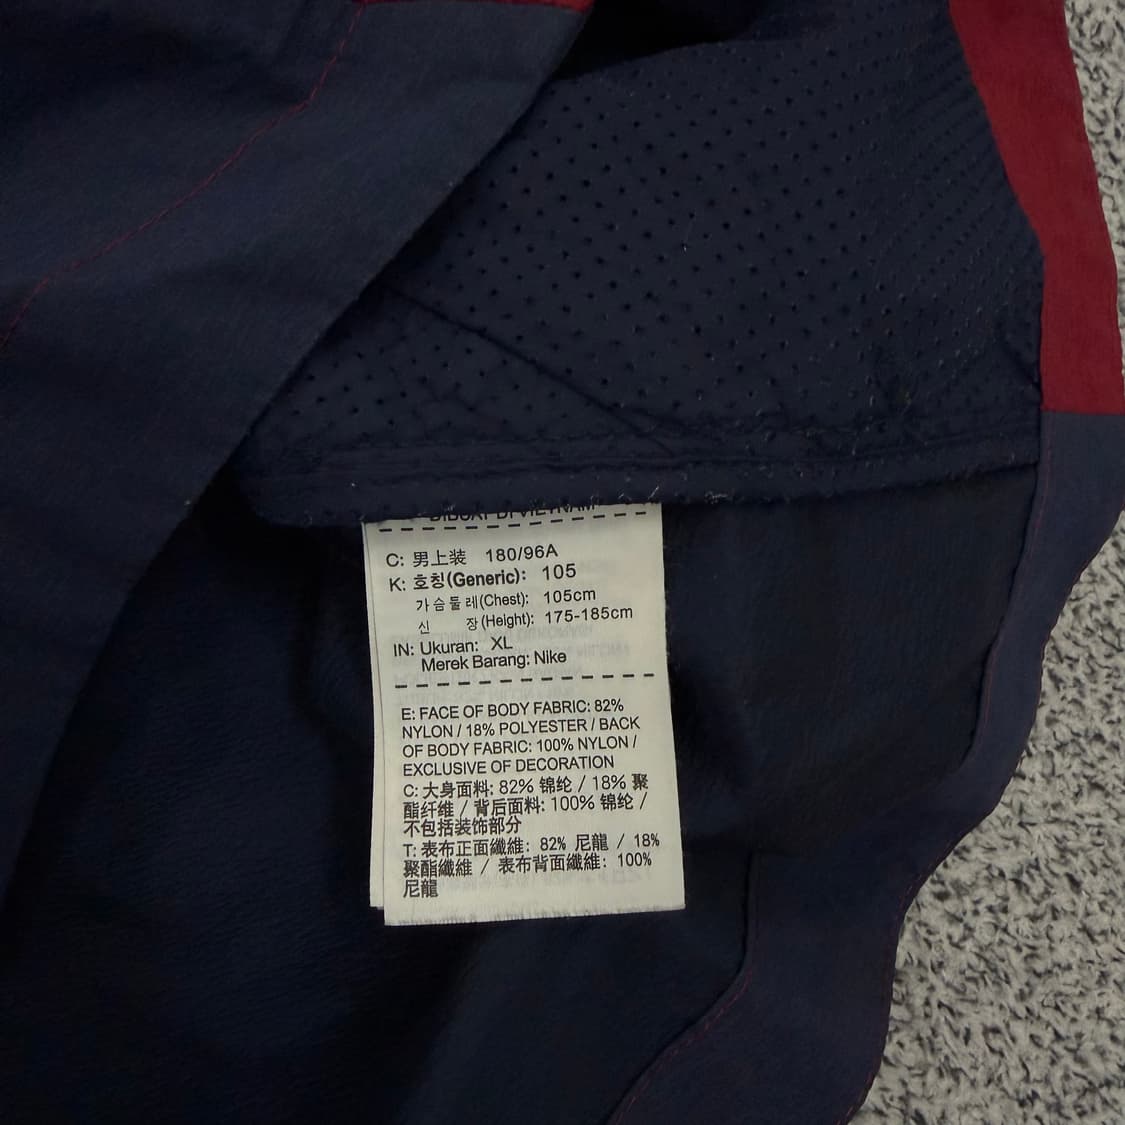 DIBUAT DI VIETNAM
C: 男上装 180/96A
K: 호칭(Generic): 105
가슴둘레(Chest): 105cm
신 장(Height): 175-185cm
IN: Ukuran: XL
Merek Barang: Nike
E: FACE OF BODY FABRIC: 82%
NYLON / 18% POLYESTER / BACK
OF BODY FABRIC: 100% NYLON /
EXCLUSIVE OF DECORATION
C: 大身面料: 82% 锦纶 / 18% 聚
酯纤维 / 背后面料: 100% 锦纶 /
不包括装饰部分
T: 表布正面纖維: 82% 尼龍 / 18%
聚酯纖維 / 表布背面纖維: 100%
尼龍